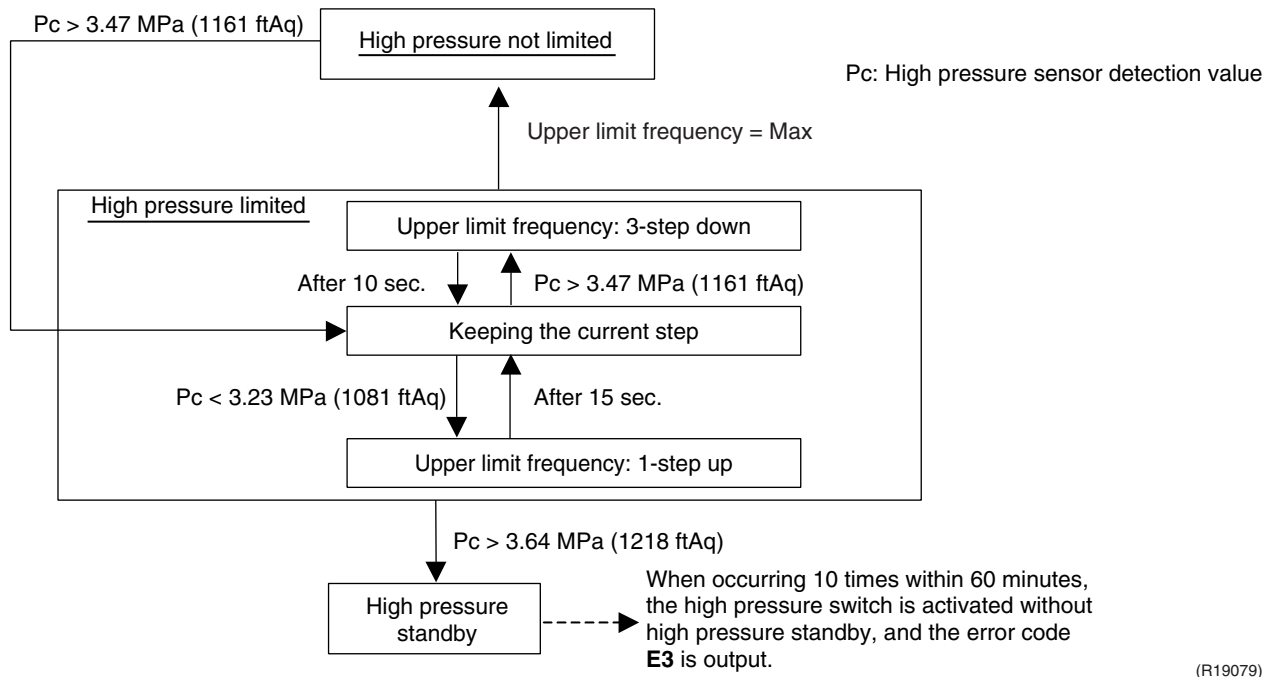 Pc > 3.47 MPa (1161 ftAq)
High pressure not limited
Pc: High pressure sensor detection value
Upper limit frequency = Max
High pressure limited
Upper limit frequency: 3-step down
After 10 sec.
Pc > 3.47 MPa (1161 ftAq)
Keeping the current step
Pc < 3.23 MPa (1081 ftAq)
After 15 sec.
Upper limit frequency: 1-step up
Pc > 3.64 MPa (1218 ftAq)
High pressure
standby
When occurring 10 times within 60 minutes,
the high pressure switch is activated without
high pressure standby, and the error code
E3 is output.
(R19079)